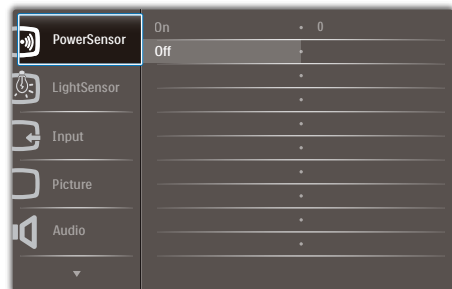 PowerSensor
On • 0
Off •
LightSensor
Input
Picture
Audio